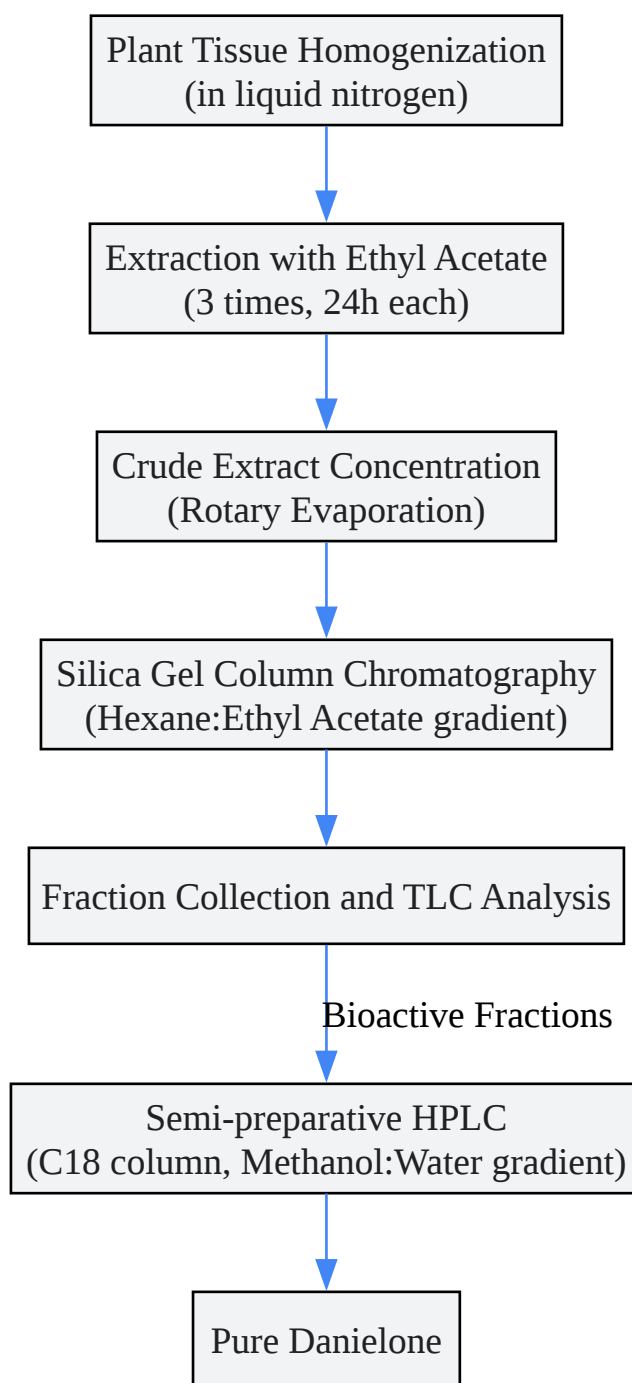 Plant Tissue Homogenization
(in liquid nitrogen)
Extraction with Ethyl Acetate
(3 times, 24h each)
Crude Extract Concentration
(Rotary Evaporation)
Silica Gel Column Chromatography
(Hexane:Ethyl Acetate gradient)
Fraction Collection and TLC Analysis
Bioactive Fractions
Semi-preparative HPLC
(C18 column, Methanol:Water gradient)
Pure Danielone